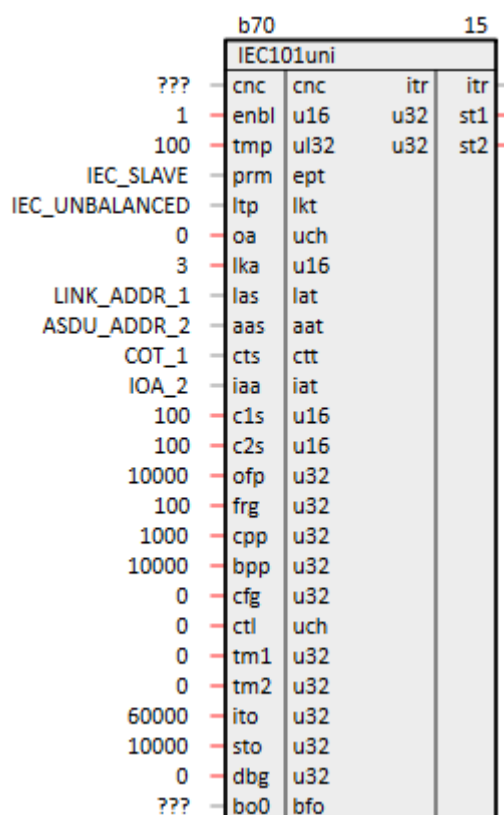 b70 15
IEC101uni
??? cnc cnc itr itr
1 enbl u16 u32 st1
100 tmp ul32 u32 st2
IEC_SLAVE prm ept
IEC_UNBALANCED ltp lkt
0 oa uch
3 lka u16
LINK_ADDR_1 las lat
ASDU_ADDR_2 aas aat
COT_1 cts ctt
IOA_2 iaa iat
100 c1s u16
100 c2s u16
10000 ofp u32
100 frg u32
1000 cpp u32
10000 bpp u32
0 cfg u32
0 ctl uch
0 tm1 u32
0 tm2 u32
60000 ito u32
10000 sto u32
0 dbg u32
??? bo0 bfo